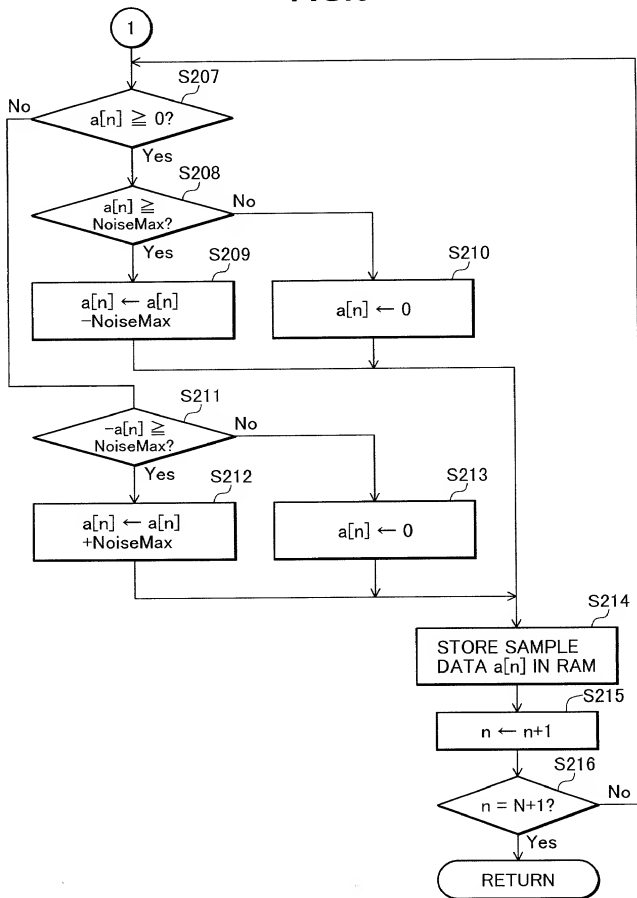 1
S207
No
a[n] ≧ 0?
Yes
S208
a[n] ≧
NoiseMax?
No
Yes
S209
a[n] ← a[n]
−NoiseMax
S210
a[n] ← 0
S211
−a[n] ≧
NoiseMax?
No
Yes
S212
a[n] ← a[n]
+NoiseMax
S213
a[n] ← 0
S214
STORE SAMPLE
DATA a[n] IN RAM
S215
n ← n+1
S216
n = N+1?
No
Yes
RETURN